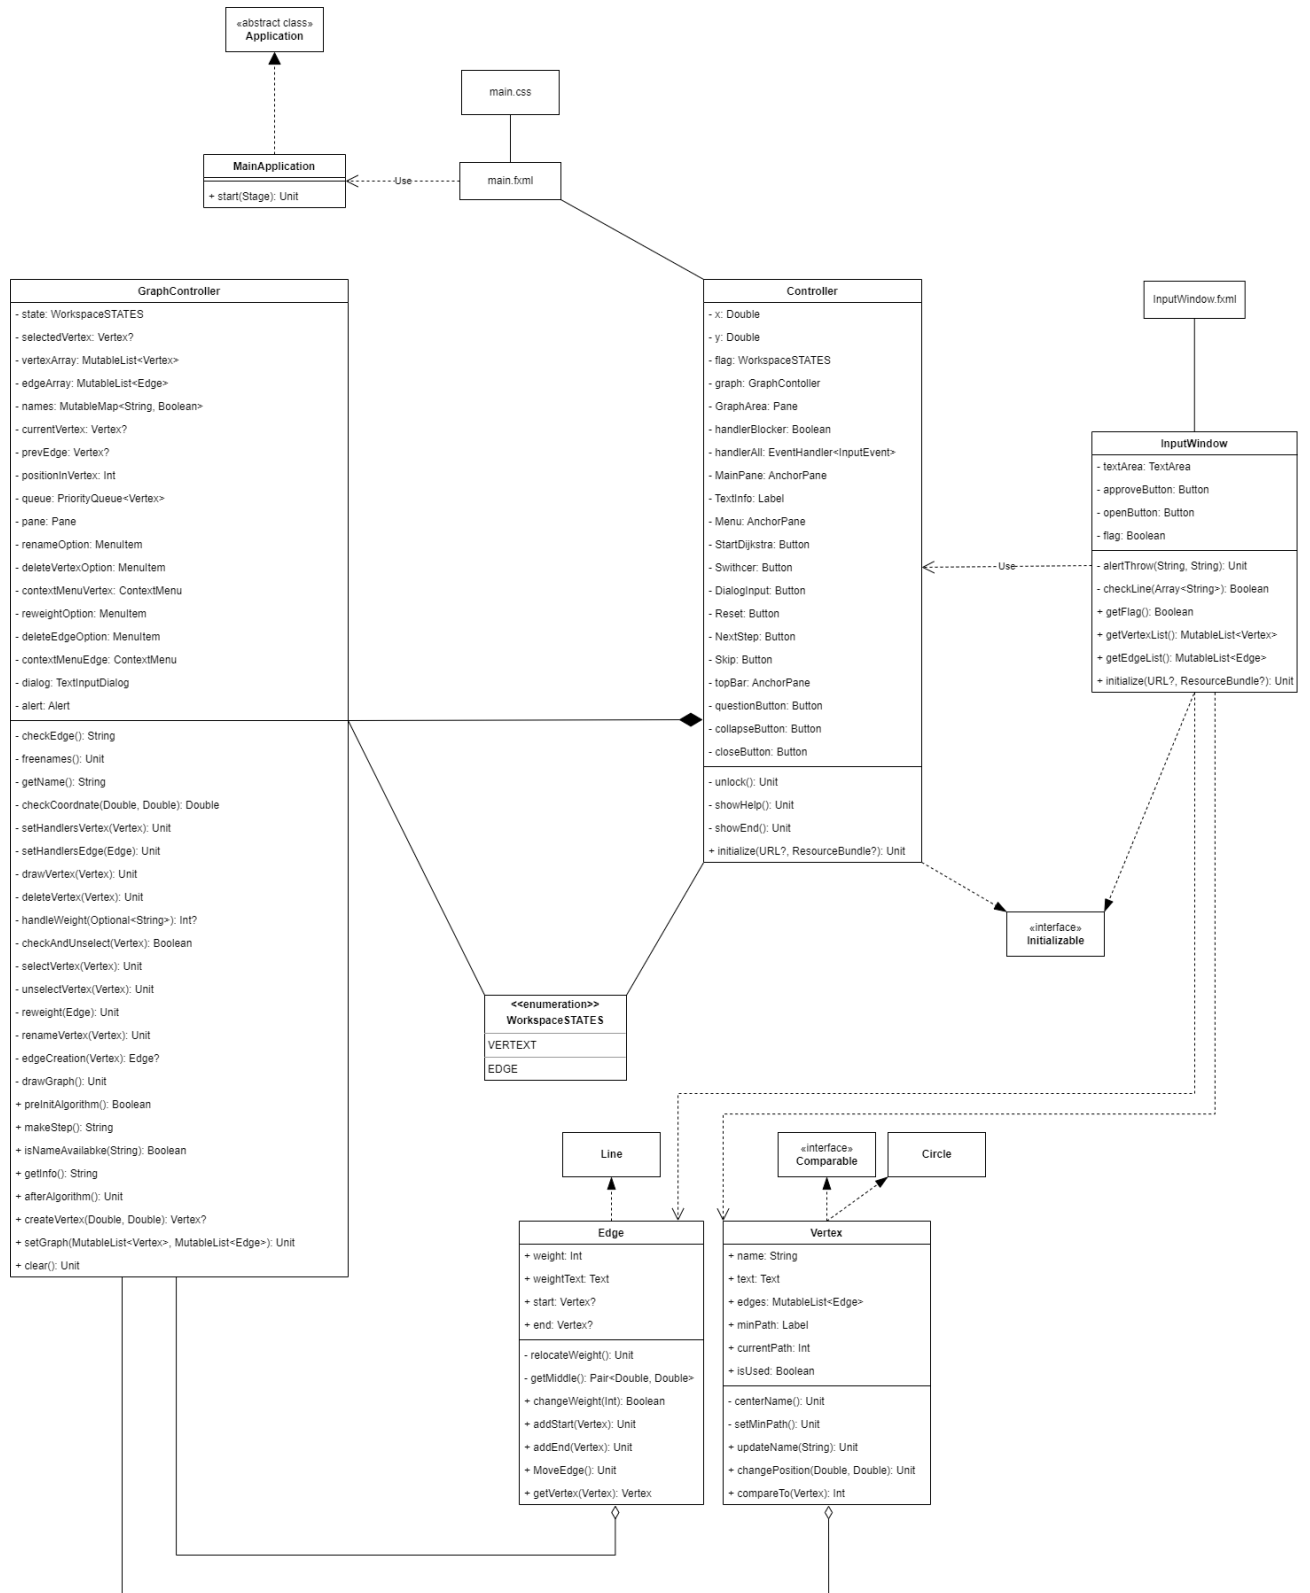 «abstract class»
Application
main.css
MainApplication
+ start(Stage): Unit
Use
main.fxml
GraphController
- state: WorkspaceSTATES
- selectedVertex: Vertex?
- vertexArray: MutableList<Vertex>
- edgeArray: MutableList<Edge>
- names: MutableMap<String, Boolean>
- currentVertex: Vertex?
- prevEdge: Vertex?
- positionInVertex: Int
- queue: PriorityQueue<Vertex>
- pane: Pane
- renameOption: MenuItem
- deleteVertexOption: MenuItem
- contextMenuVertex: ContextMenu
- reweightOption: MenuItem
- deleteEdgeOption: MenuItem
- contextMenuEdge: ContextMenu
- dialog: TextInputDialog
- alert: Alert
- checkEdge(): String
- freenames(): Unit
- getName(): String
- checkCoordnate(Double, Double): Double
- setHandlersVertex(Vertex): Unit
- setHandlersEdge(Edge): Unit
- drawVertex(Vertex): Unit
- deleteVertex(Vertex): Unit
- handleWeight(Optional<String>): Int?
- checkAndUnselect(Vertex): Boolean
- selectVertex(Vertex): Unit
- unselectVertex(Vertex): Unit
- reweight(Edge): Unit
- renameVertex(Vertex): Unit
- edgeCreation(Vertex): Edge?
- drawGraph(): Unit
+ preInitAlgorithm(): Boolean
+ makeStep(): String
+ isNameAvailabke(String): Boolean
+ getInfo(): String
+ afterAlgorithm(): Unit
+ createVertex(Double, Double): Vertex?
+ setGraph(MutableList<Vertex>, MutableList<Edge>): Unit
+ clear(): Unit
Controller
- x: Double
- y: Double
- flag: WorkspaceSTATES
- graph: GraphContoller
- GraphArea: Pane
- handlerBlocker: Boolean
- handlerAll: EventHandler<InputEvent>
- MainPane: AnchorPane
- TextInfo: Label
- Menu: AnchorPane
- StartDijkstra: Button
- Swithcer: Button
- DialogInput: Button
- Reset: Button
- NextStep: Button
- Skip: Button
- topBar: AnchorPane
- questionButton: Button
- collapseButton: Button
- closeButton: Button
- unlock(): Unit
- showHelp(): Unit
- showEnd(): Unit
+ initialize(URL?, ResourceBundle?): Unit
InputWindow.fxml
InputWindow
- textArea: TextArea
- approveButton: Button
- openButton: Button
- flag: Boolean
- alertThrow(String, String): Unit
- checkLine(Array<String>): Boolean
+ getFlag(): Boolean
+ getVertexList(): MutableList<Vertex>
+ getEdgeList(): MutableList<Edge>
+ initialize(URL?, ResourceBundle?): Unit
Use
«interface»
Initializable
<<enumeration>>
WorkspaceSTATES
VERTEXT
EDGE
Line
«interface»
Comparable
Circle
Edge
+ weight: Int
+ weightText: Text
+ start: Vertex?
+ end: Vertex?
- relocateWeight(): Unit
- getMiddle(): Pair<Double, Double>
+ changeWeight(Int): Boolean
+ addStart(Vertex): Unit
+ addEnd(Vertex): Unit
+ MoveEdge(): Unit
+ getVertex(Vertex): Vertex
Vertex
+ name: String
+ text: Text
+ edges: MutableList<Edge>
+ minPath: Label
+ currentPath: Int
+ isUsed: Boolean
- centerName(): Unit
- setMinPath(): Unit
+ updateName(String): Unit
+ changePosition(Double, Double): Unit
+ compareTo(Vertex): Int